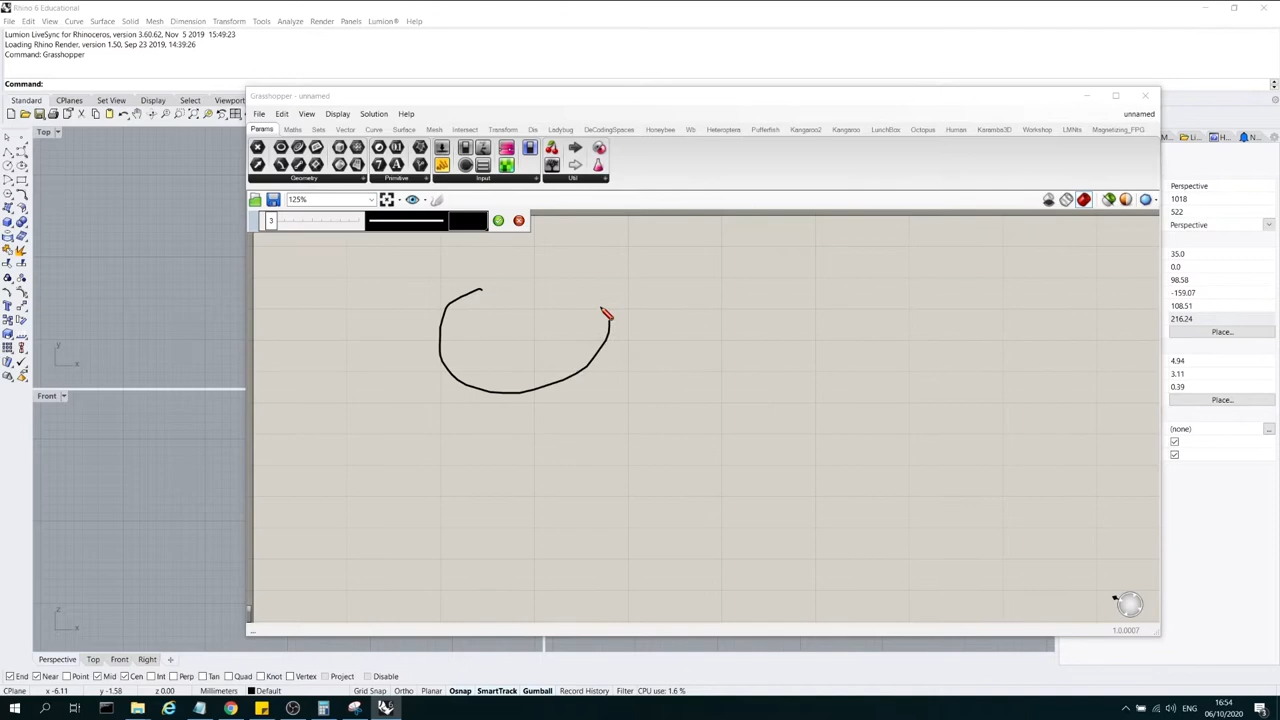 Rhino 6 Educational
File Edit View Curve Surface Solid Mesh Dimension Transform Tools Analyze Render Panels Lumion® Help
Lumion LiveSync for Rhinoceros, version 3.60.62, Nov 5 2019 15:49:23
Loading Rhino Render, version 1.50, Sep 23 2019, 14:39:26
Command: Grasshopper
Command:
Standard CPlanes Set View Display Select Viewport
Grasshopper - unnamed
File Edit View Display Solution Help
unnamed
Params Maths Sets Vector Curve Surface Mesh Intersect Transform Dis Ladybug DeCodingSpaces Honeybee Wb Heteroptera Pufferfish Kangaroo2 Kangaroo LunchBox Octopus Human Karamba3D Workshop LMNts Magnetizing_FPG
Geometry Primitive Input Util
125%
3
Top
y
x
Front
z
x
Li...
H...
N...
Perspective
1018
522
Perspective
35.0
0.0
98.58
-159.07
108.51
216.24
Place...
4.94
3.11
0.39
Place...
(none)
...
...
1.0.0007
Perspective Top Front Right
End Near Point Mid Cen Int Perp Tan Quad Knot Vertex Project Disable
CPlane x -6.11 y -1.58 z 0.00 Millimeters Default Grid Snap Ortho Planar Osnap SmartTrack Gumball Record History Filter CPU use: 1.6 %
ENG
16:54
06/10/2020
3